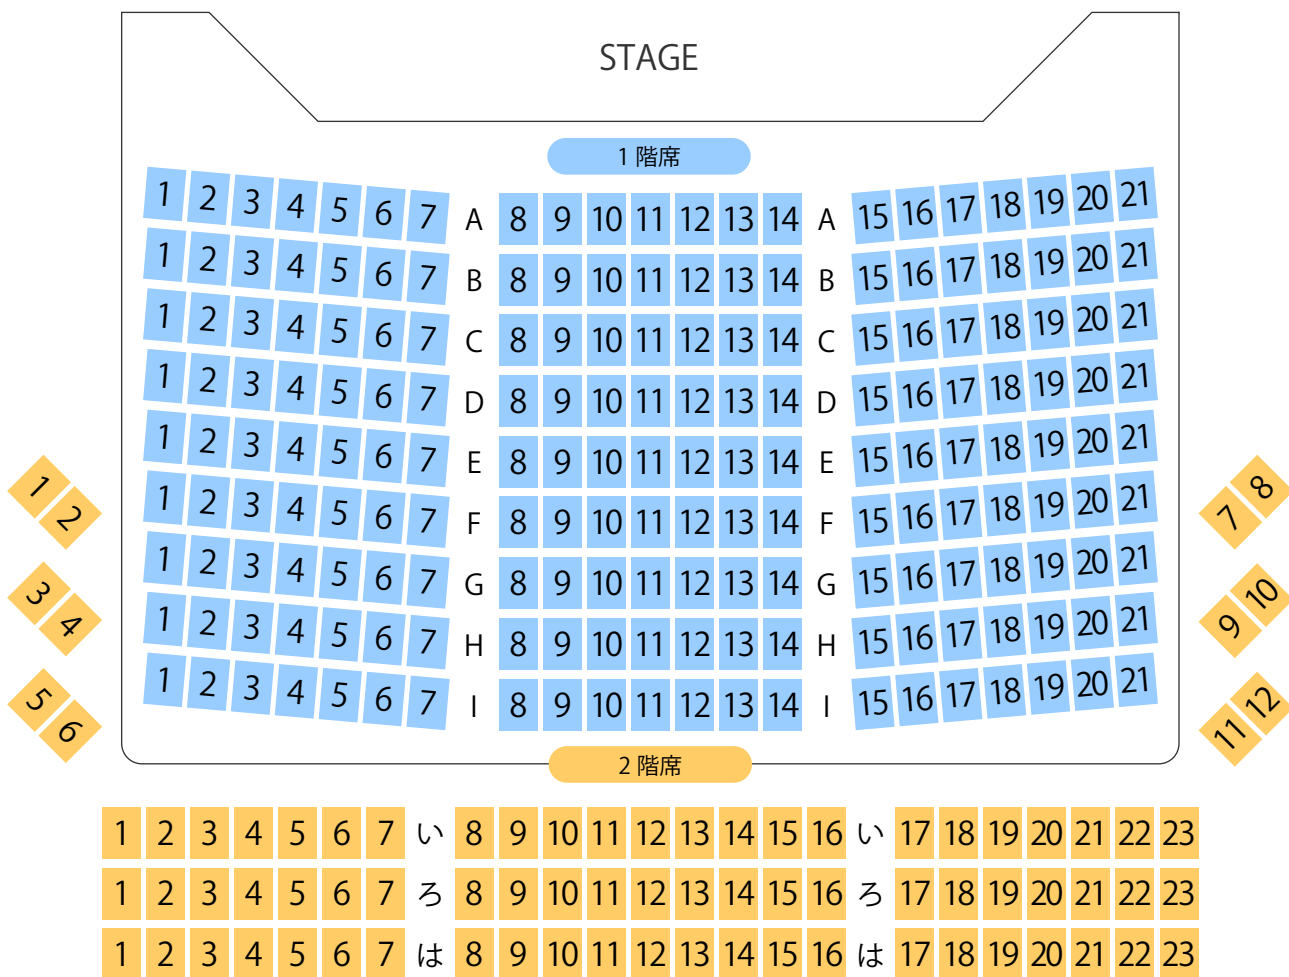 STAGE
1 階席
1 2 3 4 5 6 7 A 8 9 10 11 12 13 14 A 15 16 17 18 19 20 21
1 2 3 4 5 6 7 B 8 9 10 11 12 13 14 B 15 16 17 18 19 20 21
1 2 3 4 5 6 7 C 8 9 10 11 12 13 14 C 15 16 17 18 19 20 21
1 2 3 4 5 6 7 D 8 9 10 11 12 13 14 D 15 16 17 18 19 20 21
1 2 3 4 5 6 7 E 8 9 10 11 12 13 14 E 15 16 17 18 19 20 21
1 2 3 4 5 6 7 F 8 9 10 11 12 13 14 F 15 16 17 18 19 20 21
1 2 3 4 5 6 7 G 8 9 10 11 12 13 14 G 15 16 17 18 19 20 21
1 2 3 4 5 6 7 H 8 9 10 11 12 13 14 H 15 16 17 18 19 20 21
1 2 3 4 5 6 7 I 8 9 10 11 12 13 14 I 15 16 17 18 19 20 21
1 2
3 4
5 6
7 8
9 10
11 12
2 階席
1 2 3 4 5 6 7 い 8 9 10 11 12 13 14 15 16 い 17 18 19 20 21 22 23
1 2 3 4 5 6 7 ろ 8 9 10 11 12 13 14 15 16 ろ 17 18 19 20 21 22 23
1 2 3 4 5 6 7 は 8 9 10 11 12 13 14 15 16 は 17 18 19 20 21 22 23